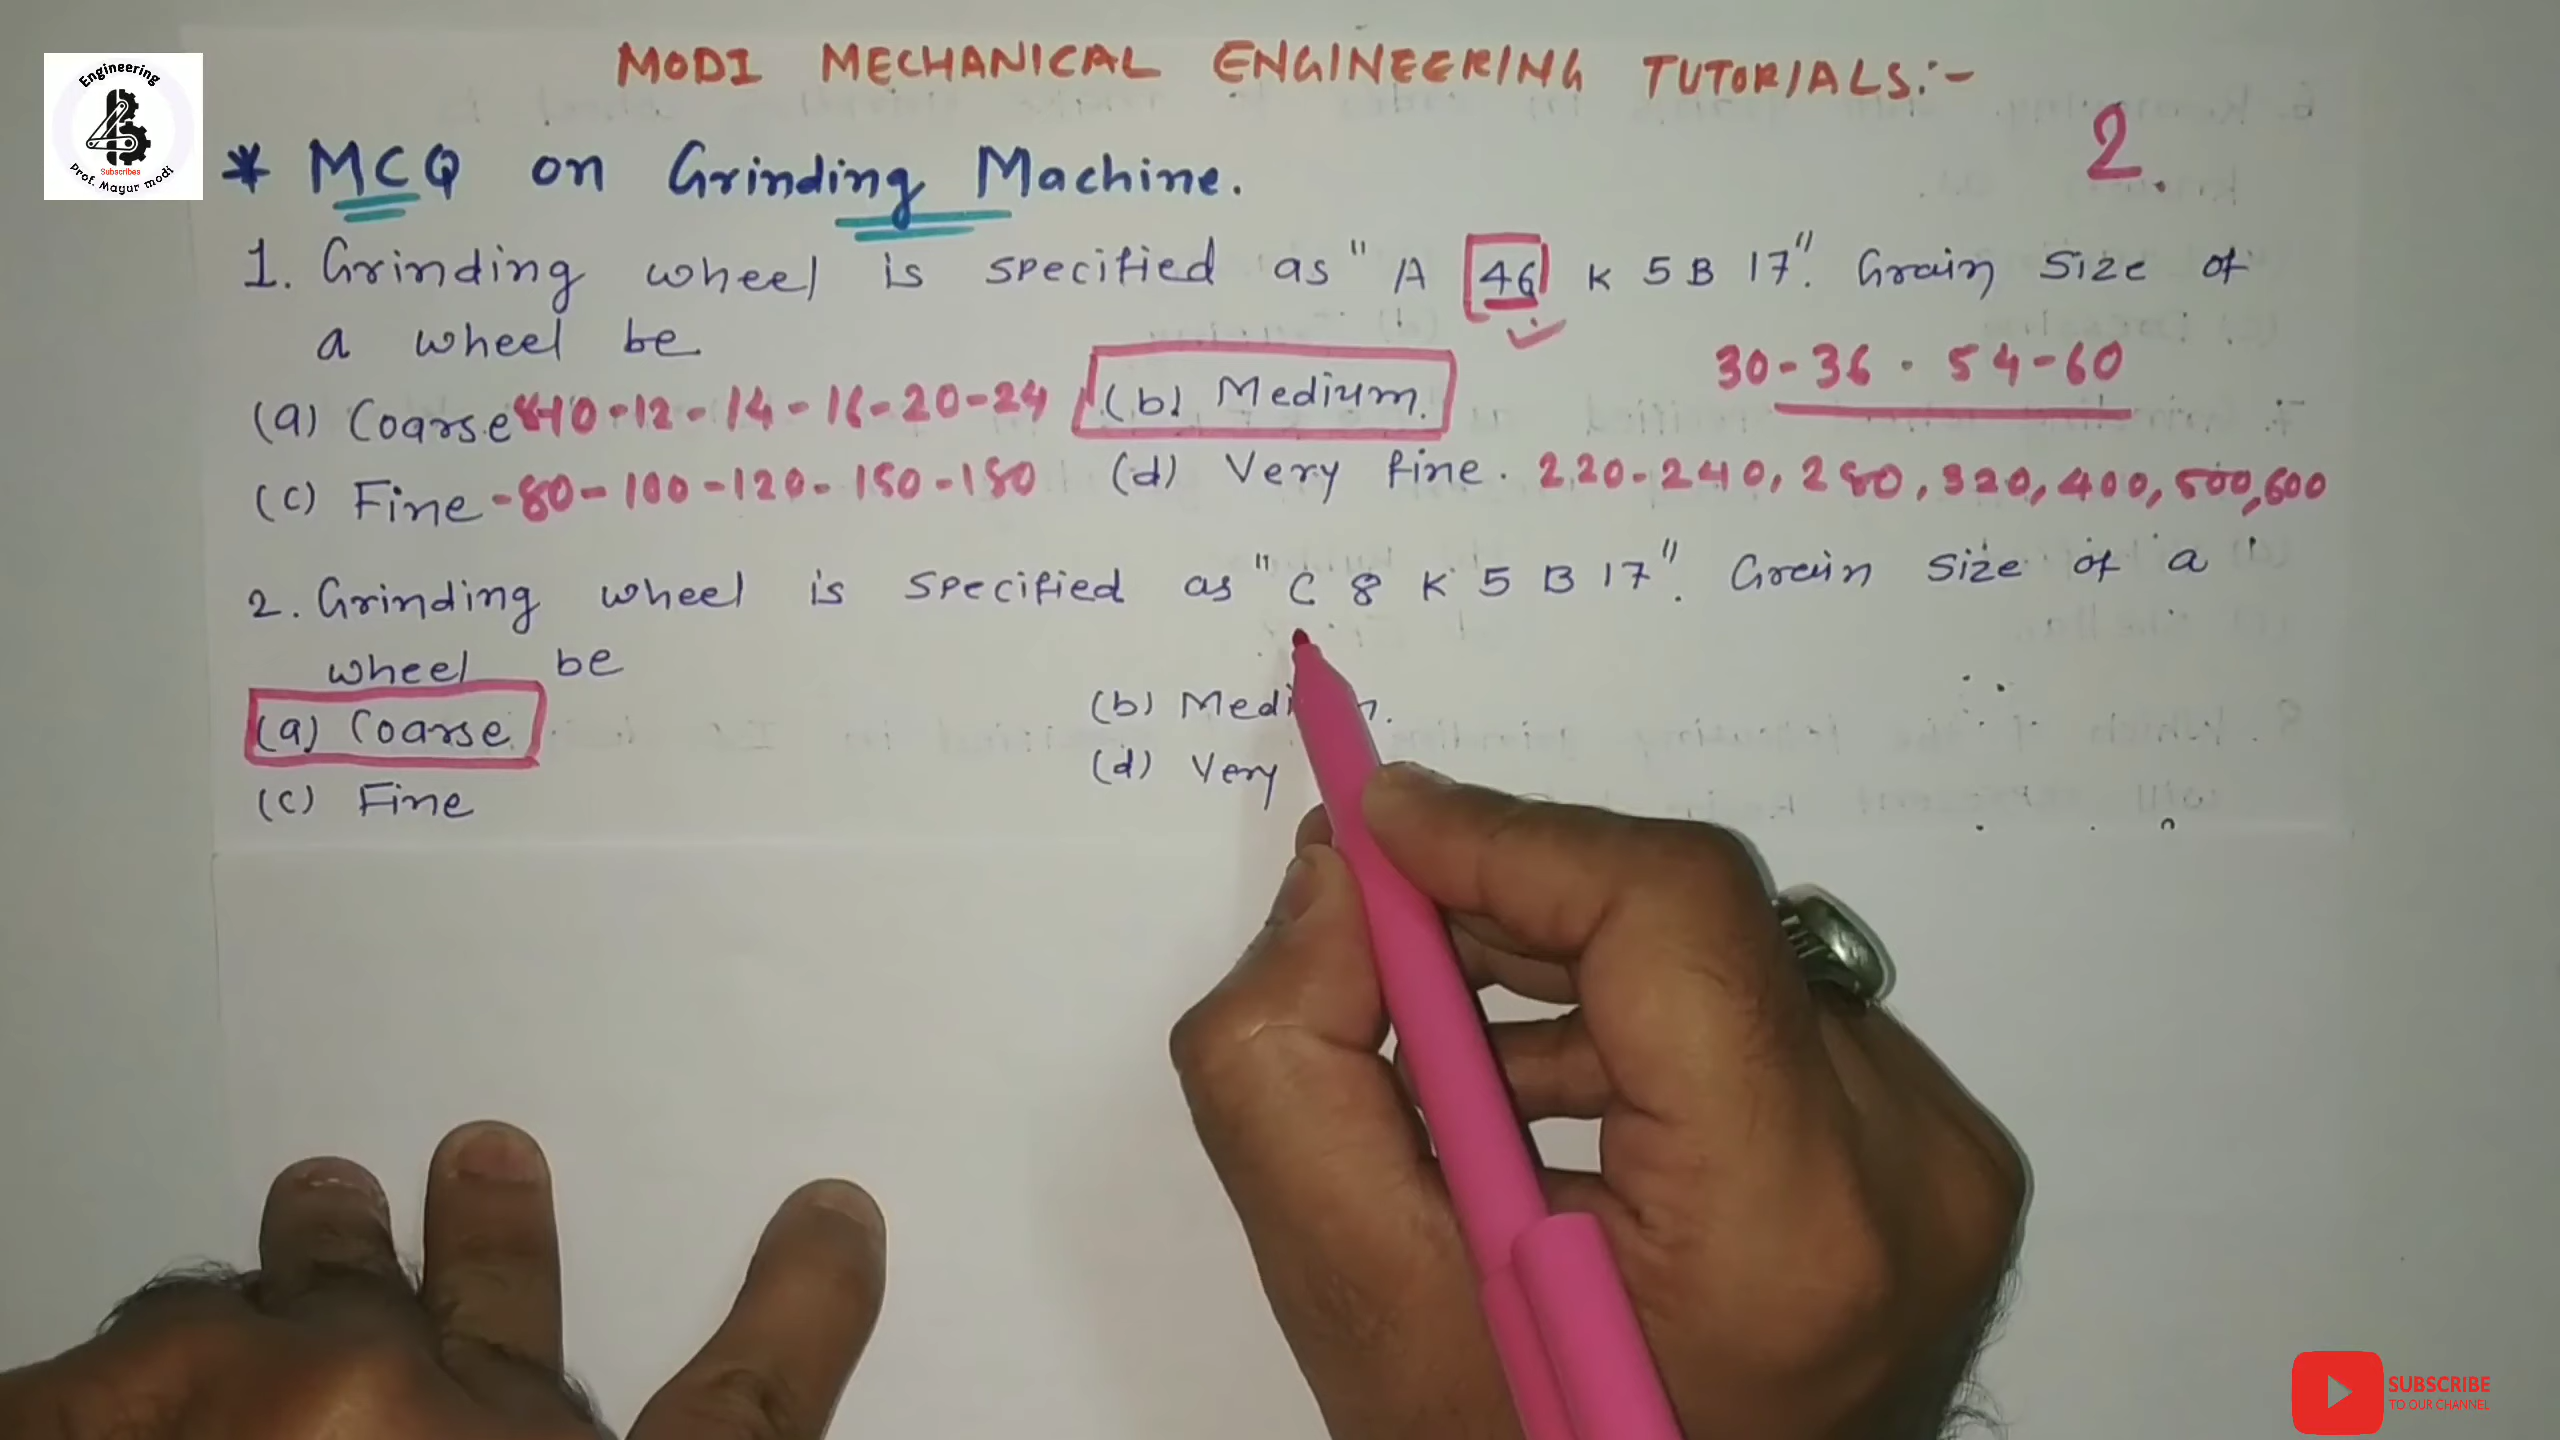 Engineering
Subscribes
Prof. Mayur modi
MODI MECHANICAL ENGINEERING TUTORIALS:-
2.
* MCQ on Grinding Machine.
1. Grinding wheel is specified as "A 46 K 5 B 17". Grain Size of
a wheel be
30-36 . 54-60
(a) Coarse 8-10-12-14-16-20-24 (b) Medium.
(c) Fine -80-100-120-150-180 (d) Very fine. 220-240, 280, 320, 400, 500, 600
2. Grinding wheel is specified as "C 8 K 5 B 17". Grain Size of a
wheel be
(a) Coarse (b) Medi
(c) Fine (d) Very
SUBSCRIBE
TO OUR CHANNEL